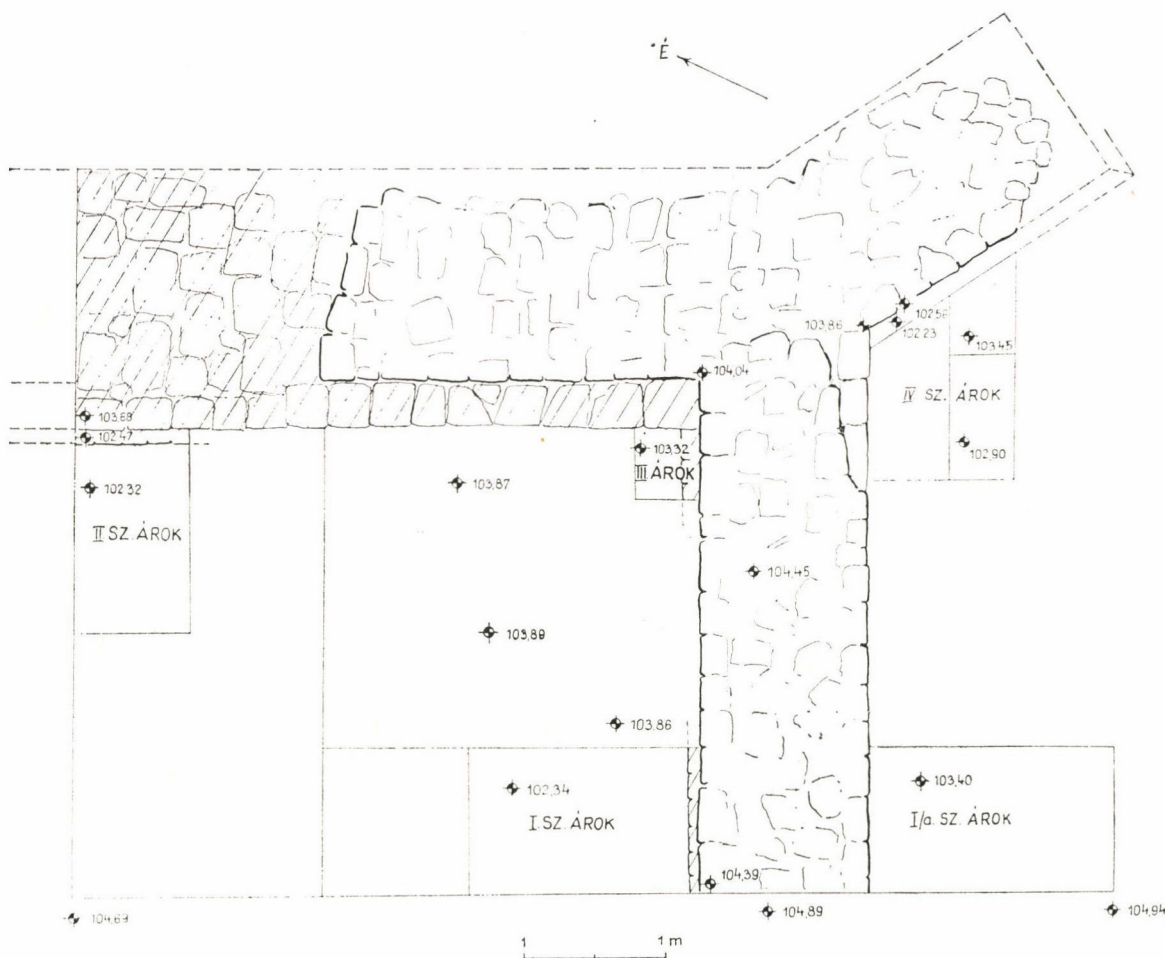 É
102.56
103,86
102.23
103.45
104,04
IV SZ. ÁROK
103.68
102.47
103,32
III ÁROK
102,90
102.32
103,87
II SZ. ÁROK
104,45
103,89
103,86
102,34
103,40
I. SZ. ÁROK
I/a. SZ. ÁROK
104,39
104,69
104,89
104,94
1 1 m